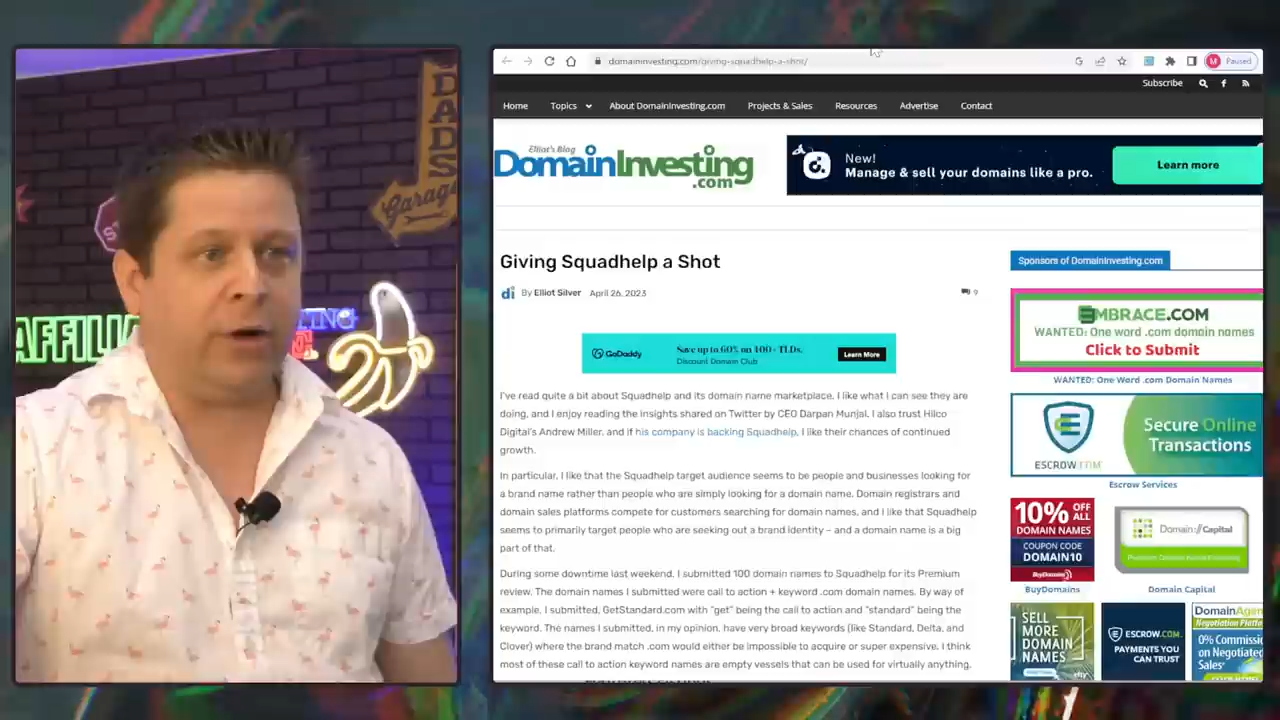 DADS
Garage
AFFILIA
TING
domaininvesting.com/giving-squadhelp-a-shot/
M Paused
Subscribe
Home Topics About DomainInvesting.com Projects & Sales Resources Advertise Contact
Elliot's Blog
DomainInvesting
.com
New!
Manage & sell your domains like a pro.
Learn more
Giving Squadhelp a Shot
di By Elliot Silver April 26, 2023 9
GoDaddy
Save up to 60% on 400+ TLDs.
Discount Domain Club
Learn More
I've read quite a bit about Squadhelp and its domain name marketplace. I like what I can see they are
doing, and I enjoy reading the insights shared on Twitter by CEO Darpan Munjal. I also trust Hilco
Digital's Andrew Miller, and if his company is backing Squadhelp, I like their chances of continued
growth.
In particular, I like that the Squadhelp target audience seems to be people and businesses looking for
a brand name rather than people who are simply looking for a domain name. Domain registrars and
domain sales platforms compete for customers searching for domain names, and I like that Squadhelp
seems to primarily target people who are seeking out a brand identity – and a domain name is a big
part of that.
During some downtime last weekend, I submitted 100 domain names to Squadhelp for its Premium
review. The domain names I submitted were call to action + keyword .com domain names. By way of
example, I submitted, GetStandard.com with "get" being the call to action and "standard" being the
keyword. The names I submitted, in my opinion, have very broad keywords (like Standard, Delta, and
Clover) where the brand match .com would either be impossible to acquire or super expensive. I think
most of these call to action keyword names are empty vessels that can be used for virtually anything.
Sponsors of DomainInvesting.com
EMBRACE.COM
WANTED: One word .com domain names
Click to Submit
WANTED: One Word .com Domain Names
ESCROW.COM
Secure Online
Transactions
Escrow Services
10% OFF
ALL
DOMAIN NAMES
COUPON CODE
DOMAIN10
BuyDomains
BuyDomains
Domain://Capital
Domain Capital
SELL
MORE
DOMAIN
NAMES
ESCROW.COM
PAYMENTS YOU
CAN TRUST
DomainAgen
Negotiation Platfo
0% Commissio
on Negotiated
Sales